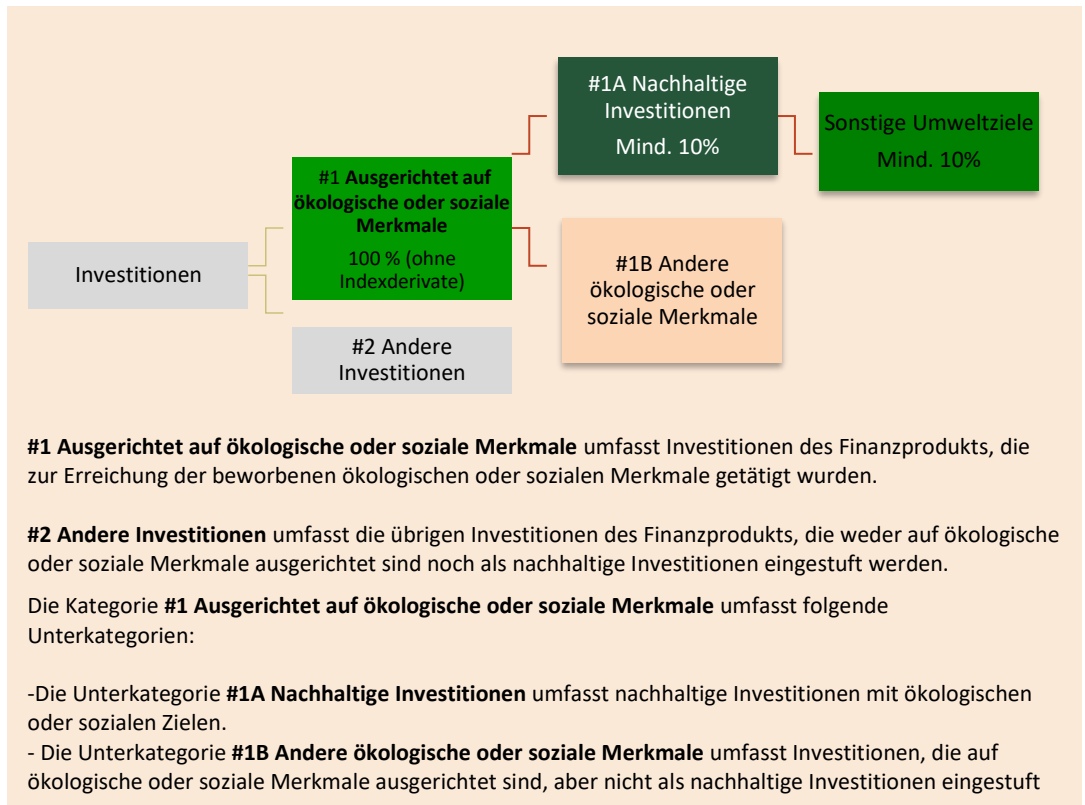 #1A Nachhaltige
Investitionen
Mind. 10%
Sonstige Umweltziele
Mind. 10%
#1 Ausgerichtet auf
ökologische oder soziale
Merkmale
100 % (ohne
Indexderivate)
Investitionen
#1B Andere
ökologische oder
soziale Merkmale
#2 Andere
Investitionen
#1 Ausgerichtet auf ökologische oder soziale Merkmale umfasst Investitionen des Finanzprodukts, die
zur Erreichung der beworbenen ökologischen oder sozialen Merkmale getätigt wurden.
#2 Andere Investitionen umfasst die übrigen Investitionen des Finanzprodukts, die weder auf ökologische
oder soziale Merkmale ausgerichtet sind noch als nachhaltige Investitionen eingestuft werden.
Die Kategorie #1 Ausgerichtet auf ökologische oder soziale Merkmale umfasst folgende
Unterkategorien:
-Die Unterkategorie #1A Nachhaltige Investitionen umfasst nachhaltige Investitionen mit ökologischen
oder sozialen Zielen.
- Die Unterkategorie #1B Andere ökologische oder soziale Merkmale umfasst Investitionen, die auf
ökologische oder soziale Merkmale ausgerichtet sind, aber nicht als nachhaltige Investitionen eingestuft